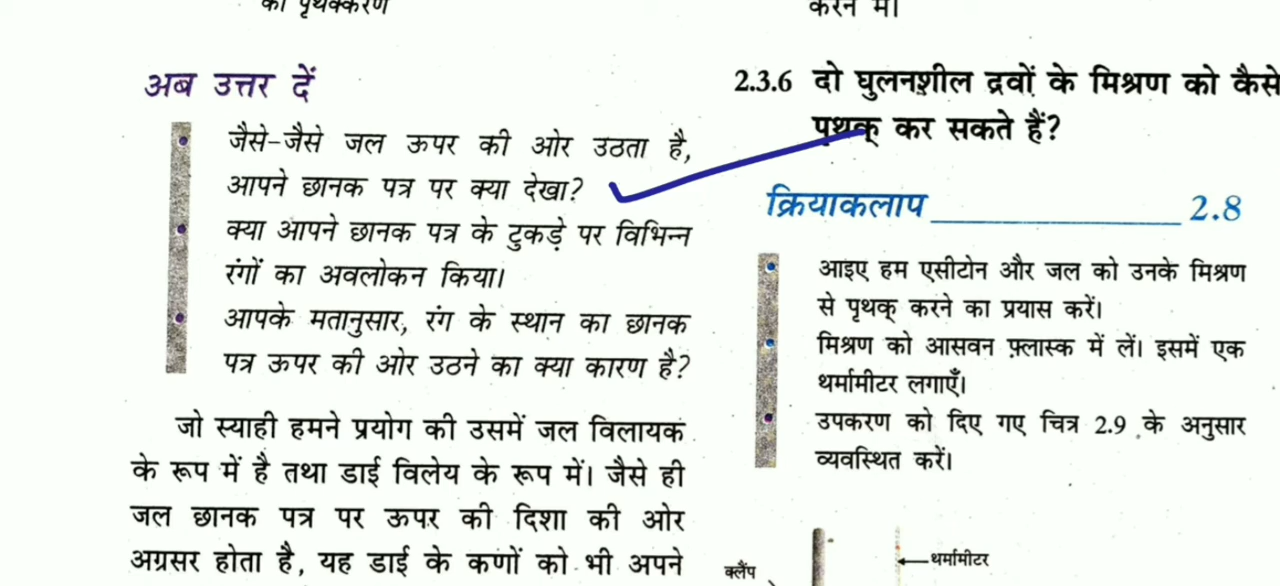 का पृथक्करण
अब उत्तर दें
जैसे-जैसे जल ऊपर की ओर उठता है,
आपने छानक पत्र पर क्या देखा?
क्या आपने छानक पत्र के टुकड़े पर विभिन्न
रंगों का अवलोकन किया।
आपके मतानुसार, रंग के स्थान का छानक
पत्र ऊपर की ओर उठने का क्या कारण है?
जो स्याही हमने प्रयोग की उसमें जल विलायक
के रूप में है तथा डाई विलेय के रूप में। जैसे ही
जल छानक पत्र पर ऊपर की दिशा की ओर
अग्रसर होता है, यह डाई के कणों को भी अपने
करने में।
2.3.6 दो घुलनशील द्रवों के मिश्रण को कैसे
पृथक् कर सकते हैं?
क्रियाकलाप 2.8
आइए हम एसीटोन और जल को उनके मिश्रण
से पृथक् करने का प्रयास करें।
मिश्रण को आसवन फ़्लास्क में लें। इसमें एक
थर्मामीटर लगाएँ।
उपकरण को दिए गए चित्र 2.9 के अनुसार
व्यवस्थित करें।
थर्मामीटर
क्लैंप